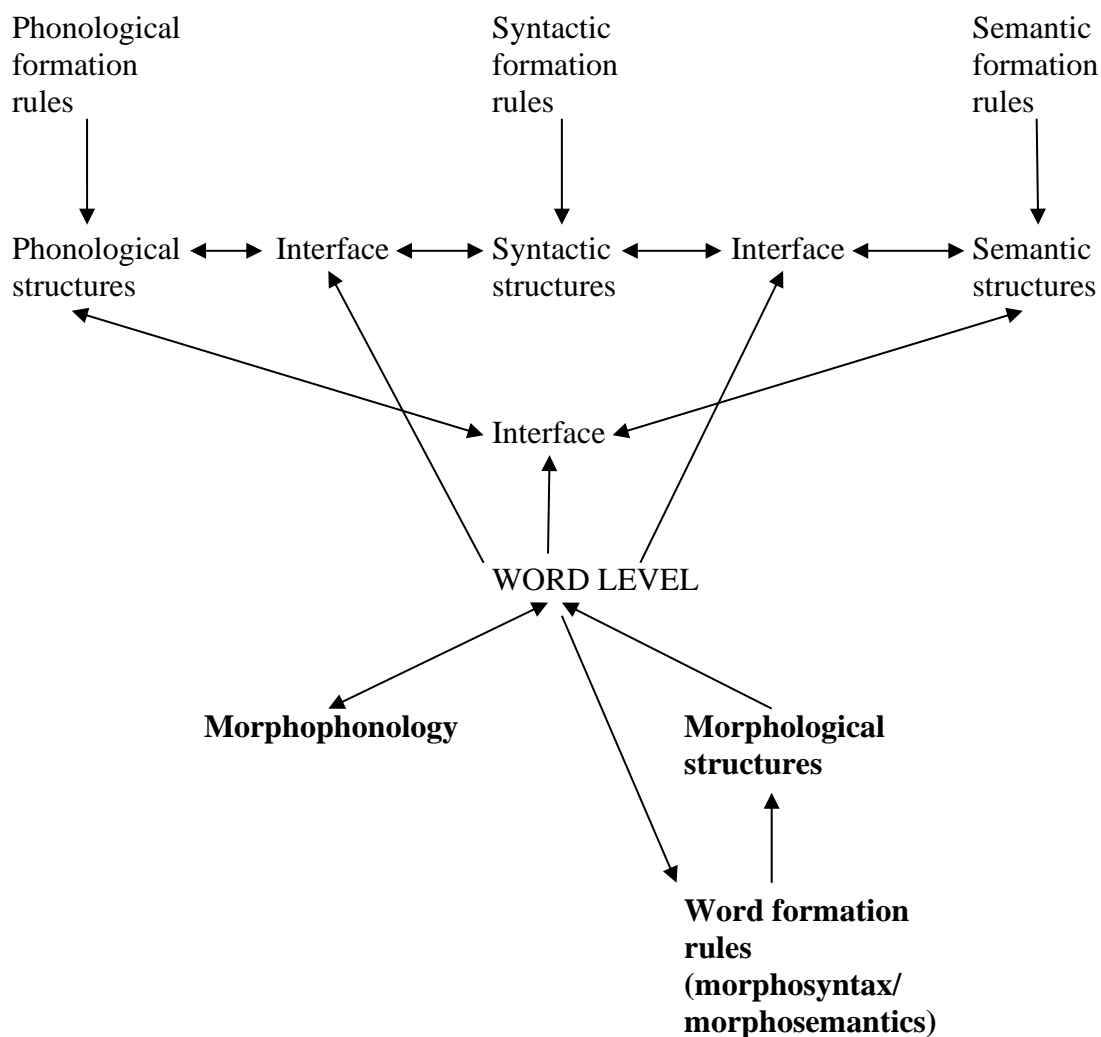 Phonological
formation
rules
Syntactic
formation
rules
Semantic
formation
rules
Phonological
structures
Interface
Syntactic
structures
Interface
Semantic
structures
Interface
WORD LEVEL
Morphophonology
Morphological
structures
Word formation
rules
(morphosyntax/
morphosemantics)